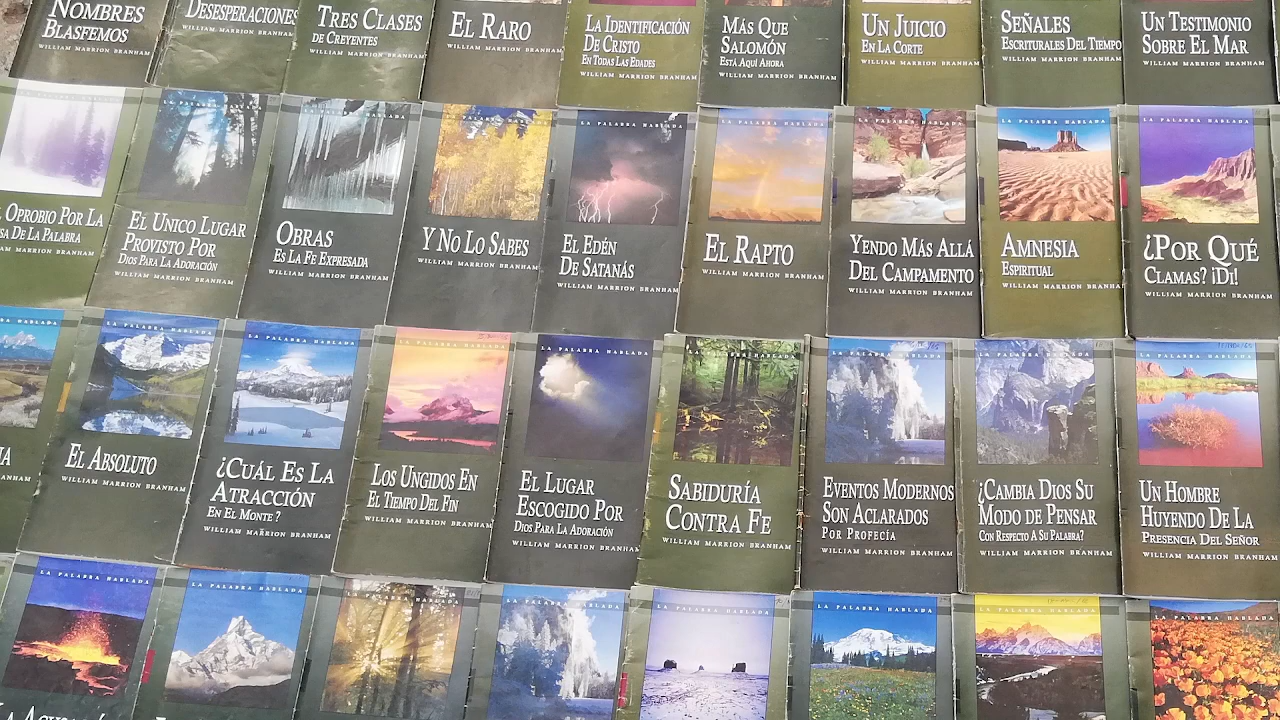 NOMBRES
BLASFEMOS
WILLIAM MARRION BRANHAM
DESESPERACIONES
WILLIAM MARRION BRANHAM
TRES CLASES
DE CREYENTES
WILLIAM MARRION BRANHAM
EL RARO
WILLIAM MARRION BRANHAM
LA IDENTIFICACIÓN
DE CRISTO
EN TODAS LAS EDADES
WILLIAM MARRION BRANHAM
MÁS QUE
SALOMÓN
ESTÁ AQUÍ AHORA
WILLIAM MARRION BRANHAM
UN JUICIO
EN LA CORTE
WILLIAM MARRION BRANHAM
SEÑALES
ESCRITURALES DEL TIEMPO
WILLIAM MARRION BRANHAM
UN TESTIMONIO
SOBRE EL MAR
WILLIAM MARRION BRANHAM
OPROBIO POR LA
SA DE LA PALABRA
WILLIAM MARRION BRANHAM
LA PALABRA HABLADA
EL UNICO LUGAR
PROVISTO POR
DIOS PARA LA ADORACIÓN
WILLIAM MARRION BRANHAM
LA PALABRA HABLADA
OBRAS
ES LA FE EXPRESADA
WILLIAM MARRION BRANHAM
LA PALABRA HABLADA
Y NO LO SABES
WILLIAM MARRION BRANHAM
LA PALABRA HABLADA
EL EDÉN
DE SATANÁS
WILLIAM MARRION BRANHAM
LA PALABRA HABLADA
EL RAPTO
WILLIAM MARRION BRANHAM
LA PALABRA HABLADA
YENDO MÁS ALLÁ
DEL CAMPAMENTO
WILLIAM MARRION BRANHAM
LA PALABRA HABLADA
AMNESIA
ESPIRITUAL
WILLIAM MARRION BRANHAM
LA PALABRA HABLADA
¿POR QUÉ
CLAMAS? ¡DI!
WILLIAM MARRION BRANHAM
LA PALABRA HABLADA
EL ABSOLUTO
WILLIAM MARRION BRANHAM
LA PALABRA HABLADA
¿CUÁL ES LA
ATRACCIÓN
EN EL MONTE?
WILLIAM MARRION BRANHAM
LA PALABRA HABLADA
LOS UNGIDOS EN
EL TIEMPO DEL FIN
WILLIAM MARRION BRANHAM
LA PALABRA HABLADA
EL LUGAR
ESCOGIDO POR
DIOS PARA LA ADORACIÓN
WILLIAM MARRION BRANHAM
LA PALABRA HABLADA
SABIDURÍA
CONTRA FE
WILLIAM MARRION BRANHAM
LA PALABRA HABLADA
EVENTOS MODERNOS
SON ACLARADOS
POR PROFECÍA
WILLIAM MARRION BRANHAM
LA PALABRA HABLADA
¿CAMBIA DIOS SU
MODO DE PENSAR
CON RESPECTO A SU PALABRA?
WILLIAM MARRION BRANHAM
LA PALABRA HABLADA
UN HOMBRE
HUYENDO DE LA
PRESENCIA DEL SEÑOR
WILLIAM MARRION BRANHAM
LA PALABRA HABLADA
LA PALABRA HABLADA
LA PALABRA HABLADA
LA PALABRA HABLADA
LA PALABRA HABLADA
LA PALABRA HABLADA
LA PALABRA HABLADA
LA PALABRA HABLADA